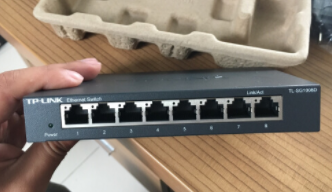 TP-LINK Ethernet Switch
Link/Act
TL-SG1008D
Power
1 2 3 4 5 6 7 8